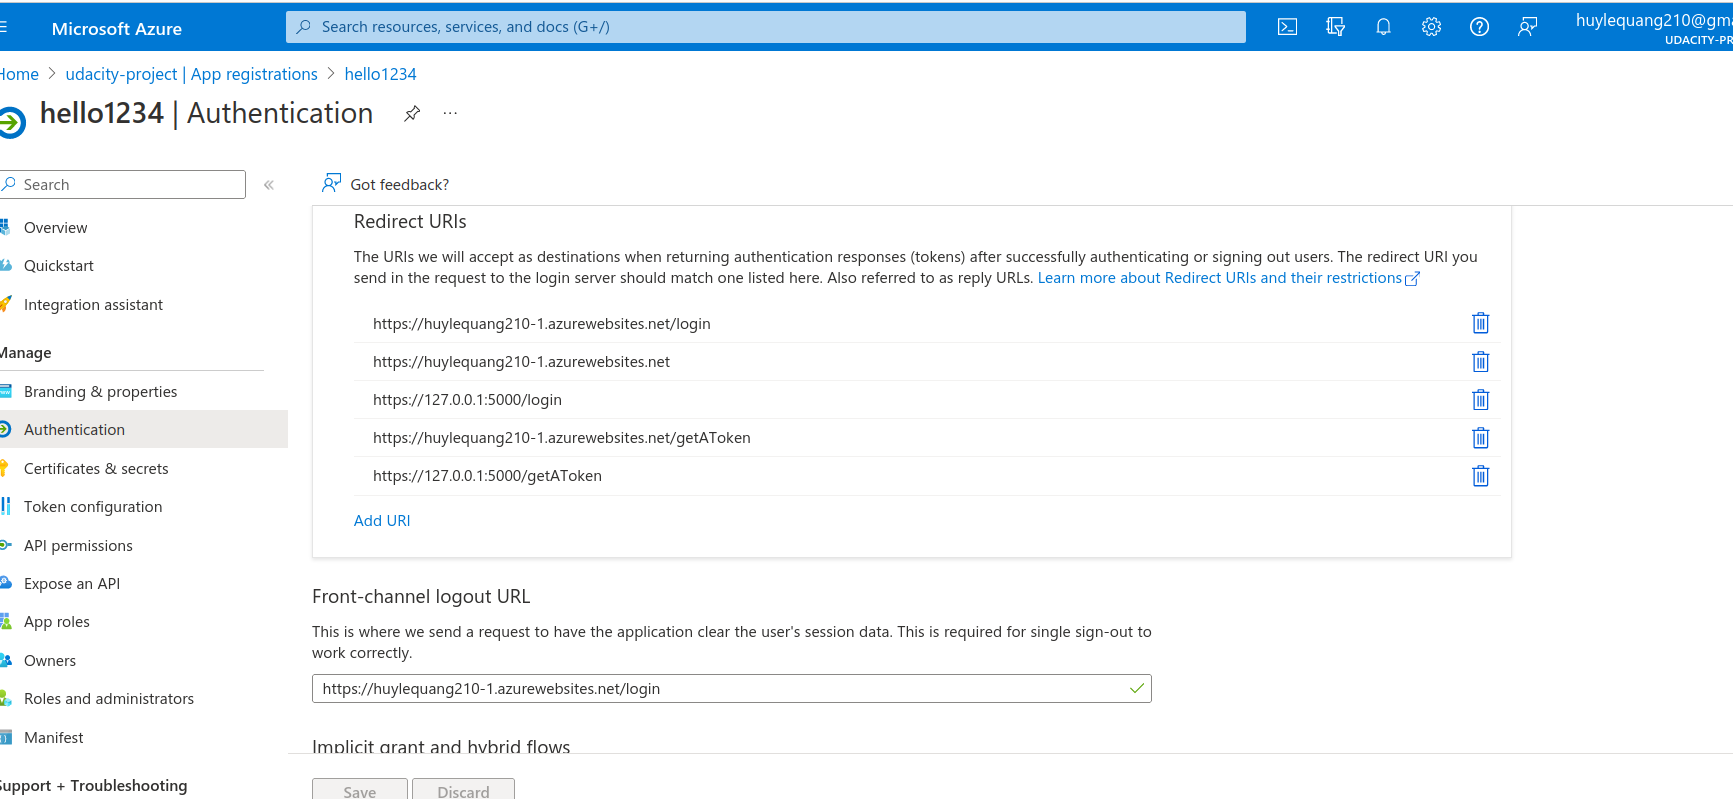 Microsoft Azure
Search resources, services, and docs (G+/)
huylequang210@gma
UDACITY-PR
Home > udacity-project | App registrations > hello1234
hello1234 | Authentication
...
Search
«
Got feedback?
Overview
Quickstart
Integration assistant
Manage
Branding & properties
Authentication
Certificates & secrets
Token configuration
API permissions
Expose an API
App roles
Owners
Roles and administrators
Manifest
Support + Troubleshooting
Redirect URIs
The URIs we will accept as destinations when returning authentication responses (tokens) after successfully authenticating or signing out users. The redirect URI you
send in the request to the login server should match one listed here. Also referred to as reply URLs. Learn more about Redirect URIs and their restrictions
https://huylequang210-1.azurewebsites.net/login
https://huylequang210-1.azurewebsites.net
https://127.0.0.1:5000/login
https://huylequang210-1.azurewebsites.net/getAToken
https://127.0.0.1:5000/getAToken
Add URI
Front-channel logout URL
This is where we send a request to have the application clear the user's session data. This is required for single sign-out to
work correctly.
https://huylequang210-1.azurewebsites.net/login
Implicit grant and hybrid flows
Save
Discard